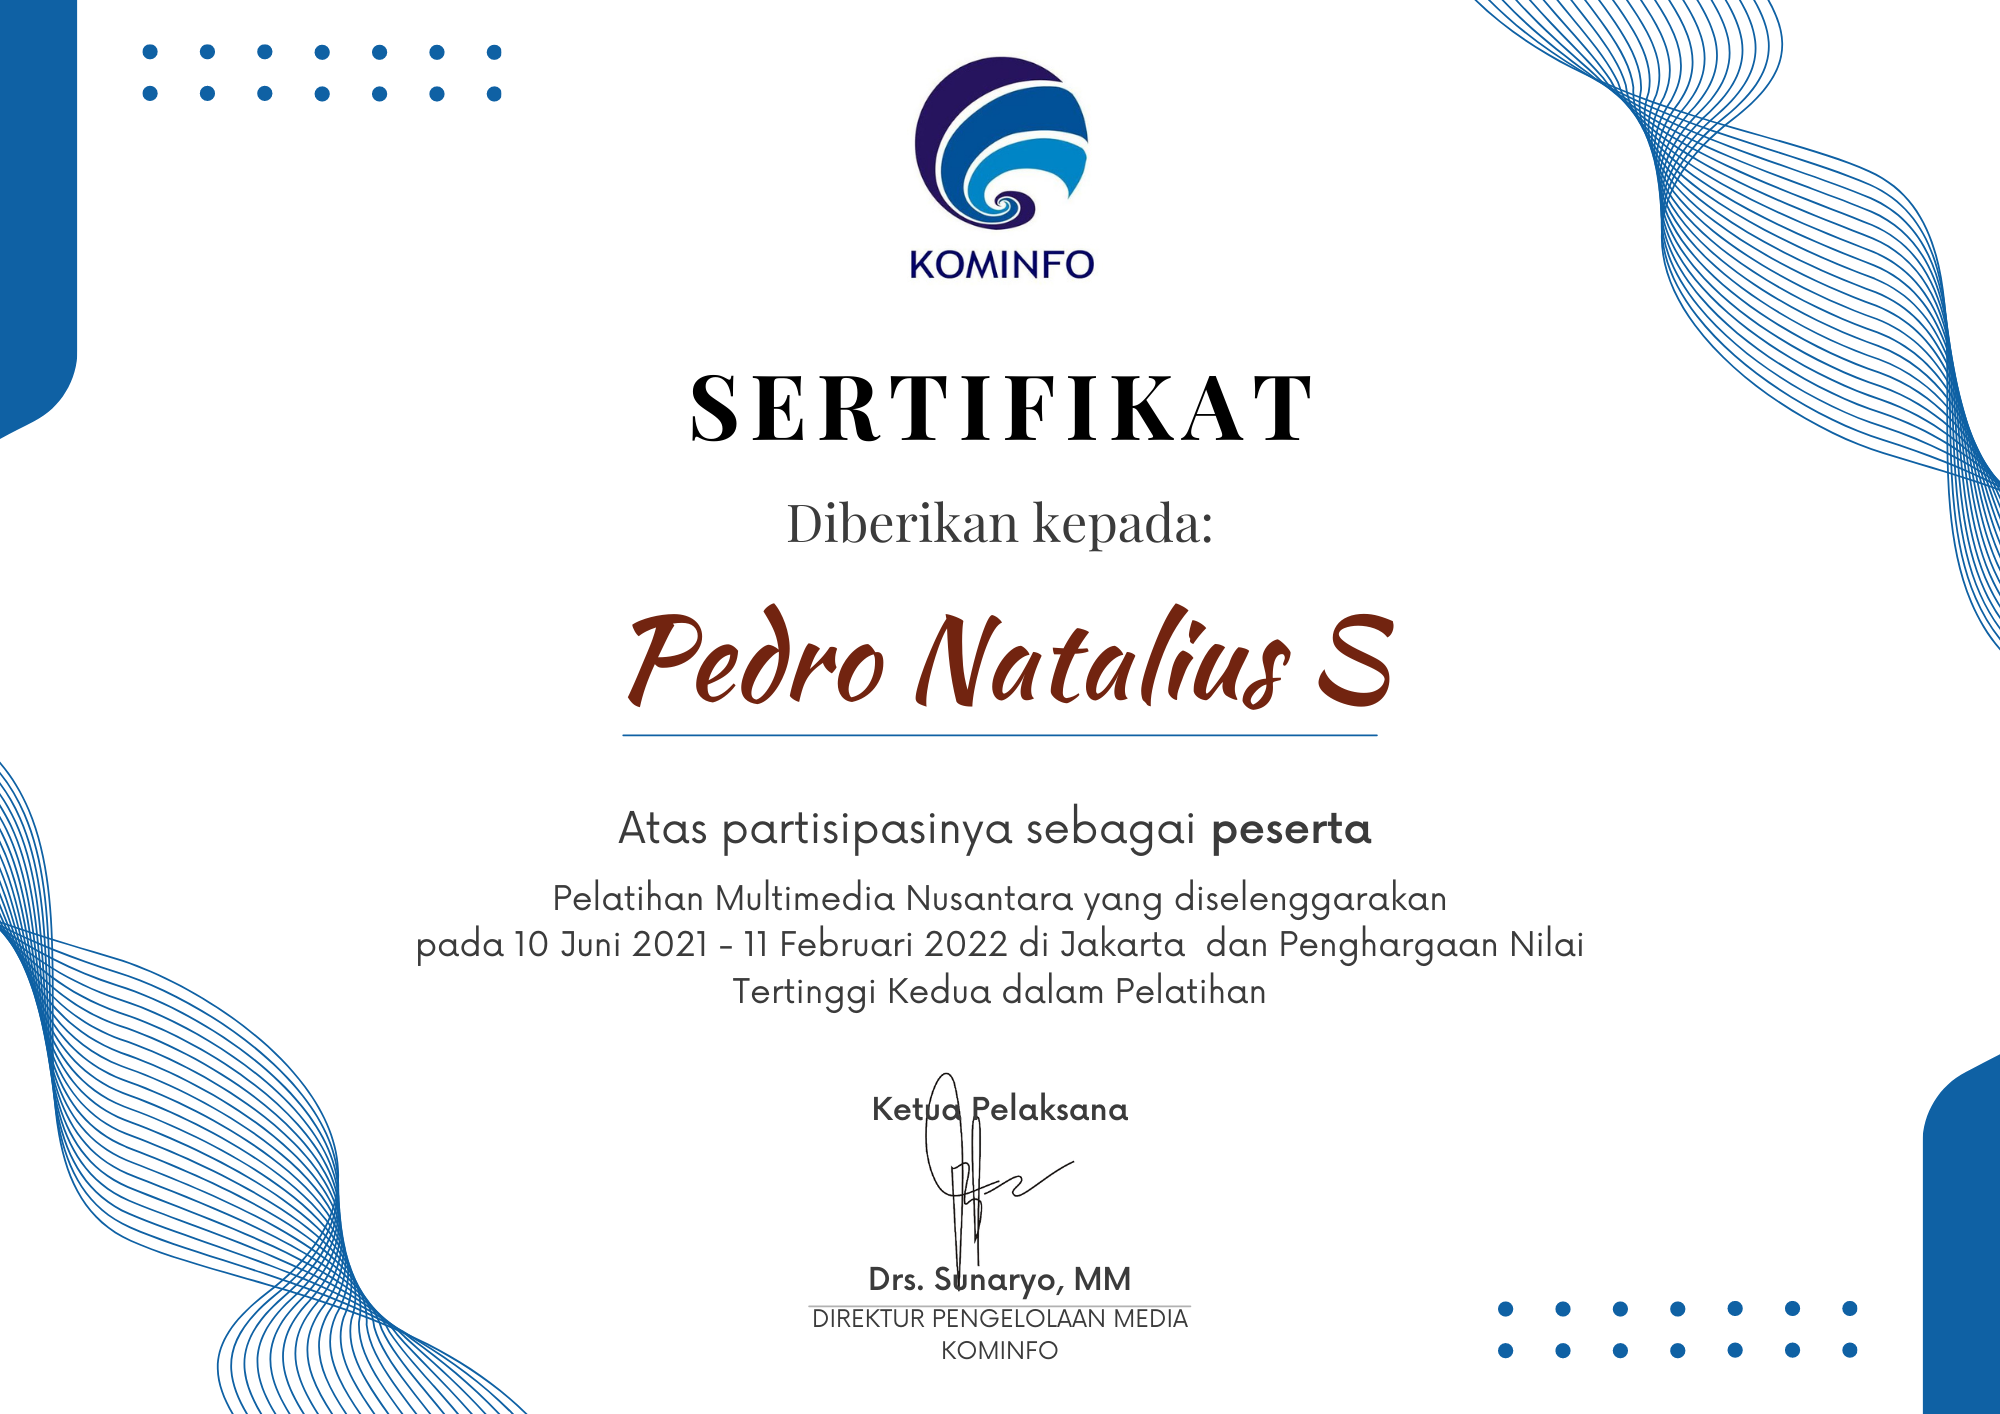 KOMINFO
SERTIFIKAT
Diberikan kepada:
Pedro Natalius S
Atas partisipasinya sebagai peserta
Pelatihan Multimedia Nusantara yang diselenggarakan
pada 10 Juni 2021 - 11 Februari 2022 di Jakarta  dan Penghargaan Nilai
Tertinggi Kedua dalam Pelatihan
Ketua Pelaksana
Drs. Sunaryo, MM
DIREKTUR PENGELOLAAN MEDIA
KOMINFO